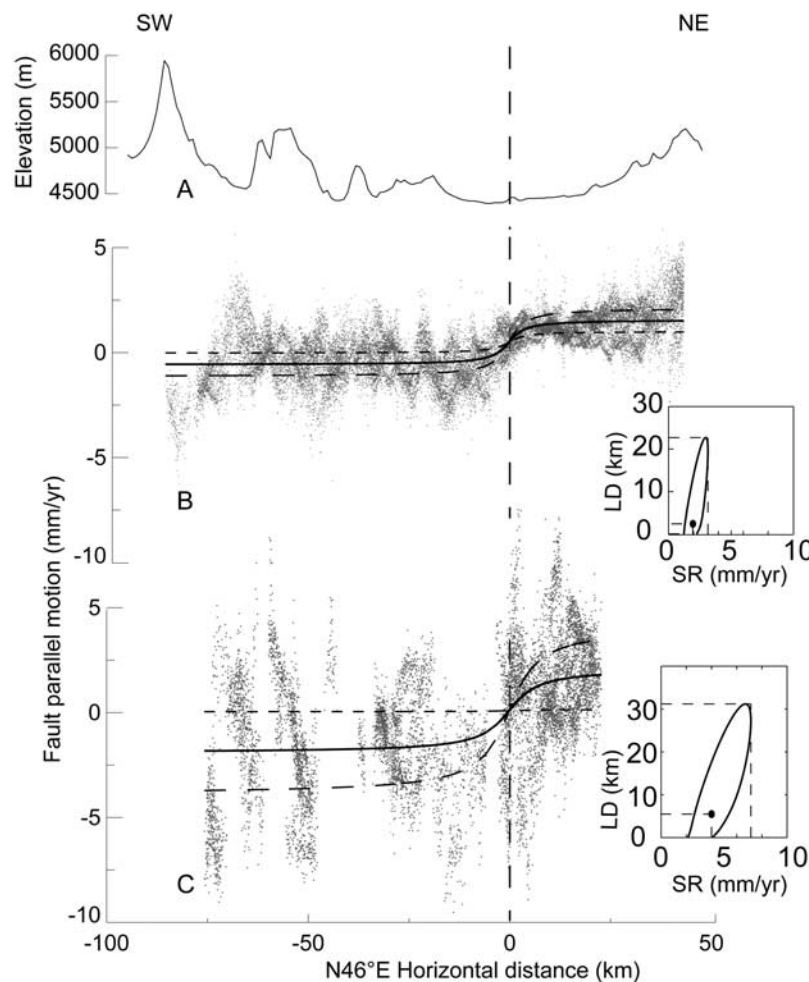 SW
NE
Elevation (m)
6000
5500
5000
4500
A
Fault parallel motion (mm/yr)
5
0
-5
-10
B
30
20
10
0
LD (km)
0
5
10
SR (mm/yr)
5
0
-5
-10
C
30
20
10
0
LD (km)
0
5
10
SR (mm/yr)
-100
-50
0
50
N46°E Horizontal distance (km)